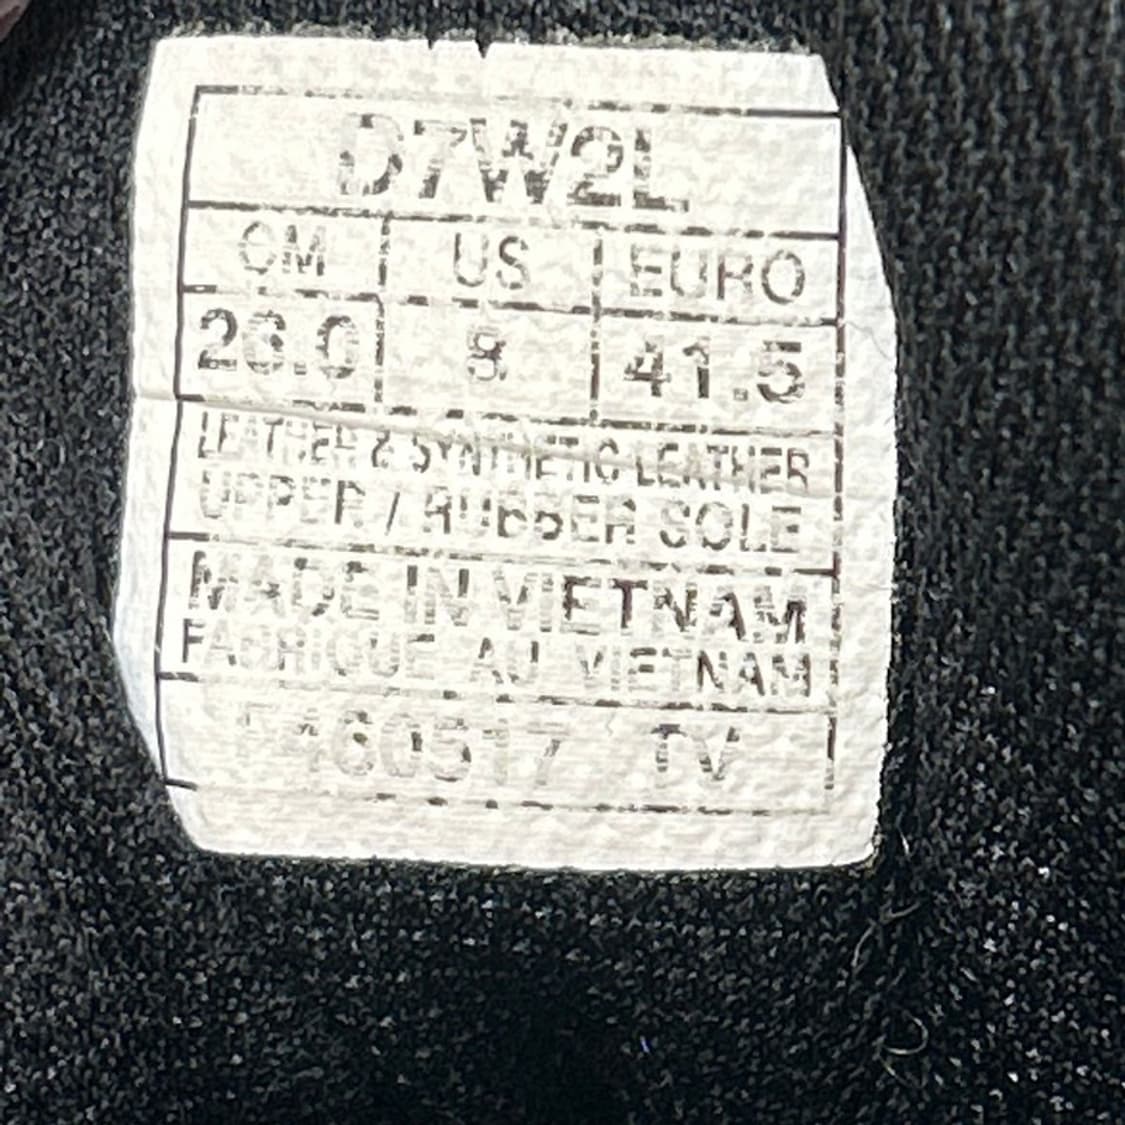 D7W2L
CM US EURO
26.0 8 41.5
LEATHER & SYNTHETIC LEATHER
UPPER / RUBBER SOLE
MADE IN VIETNAM
FABRIQUE AU VIETNAM
TV